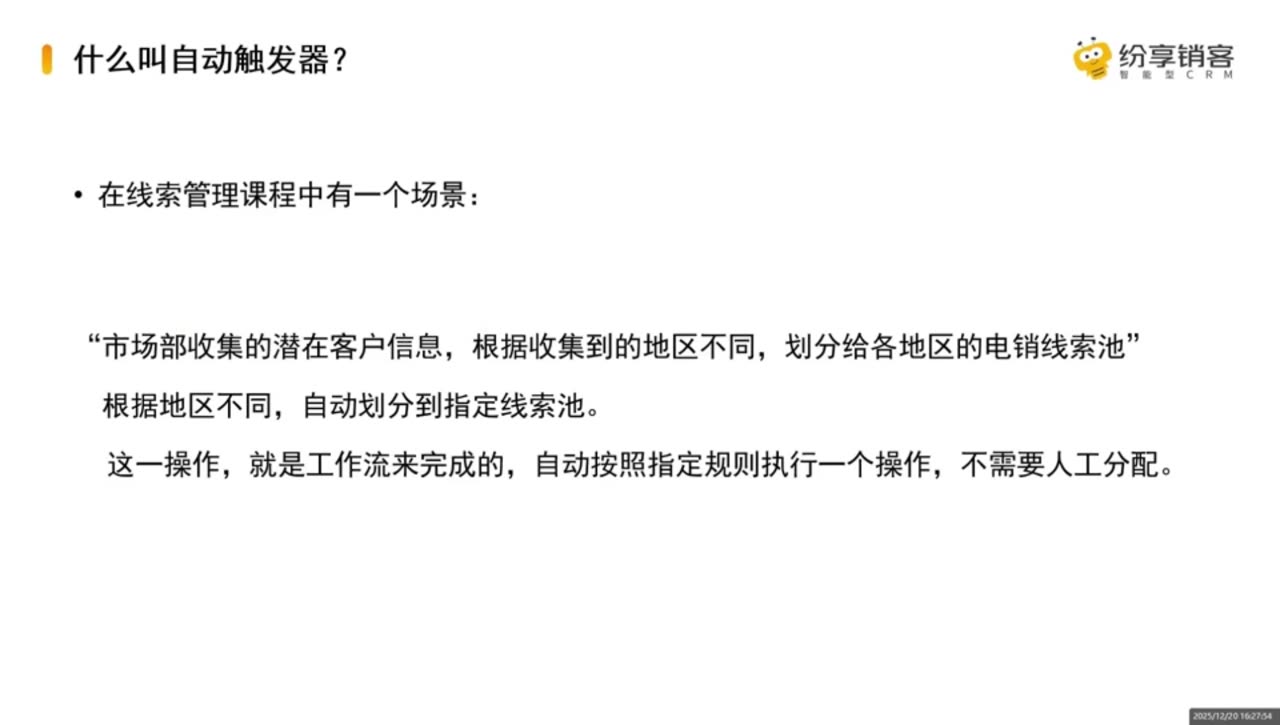 什么叫自动触发器？
纷享销客
智能型CRM
• 在线索管理课程中有一个场景：
“市场部收集的潜在客户信息，根据收集到的地区不同，划分给各地区的电销线索池”
根据地区不同，自动划分到指定线索池。
这一操作，就是工作流来完成的，自动按照指定规则执行一个操作，不需要人工分配。
2025/12/20 16:27:54